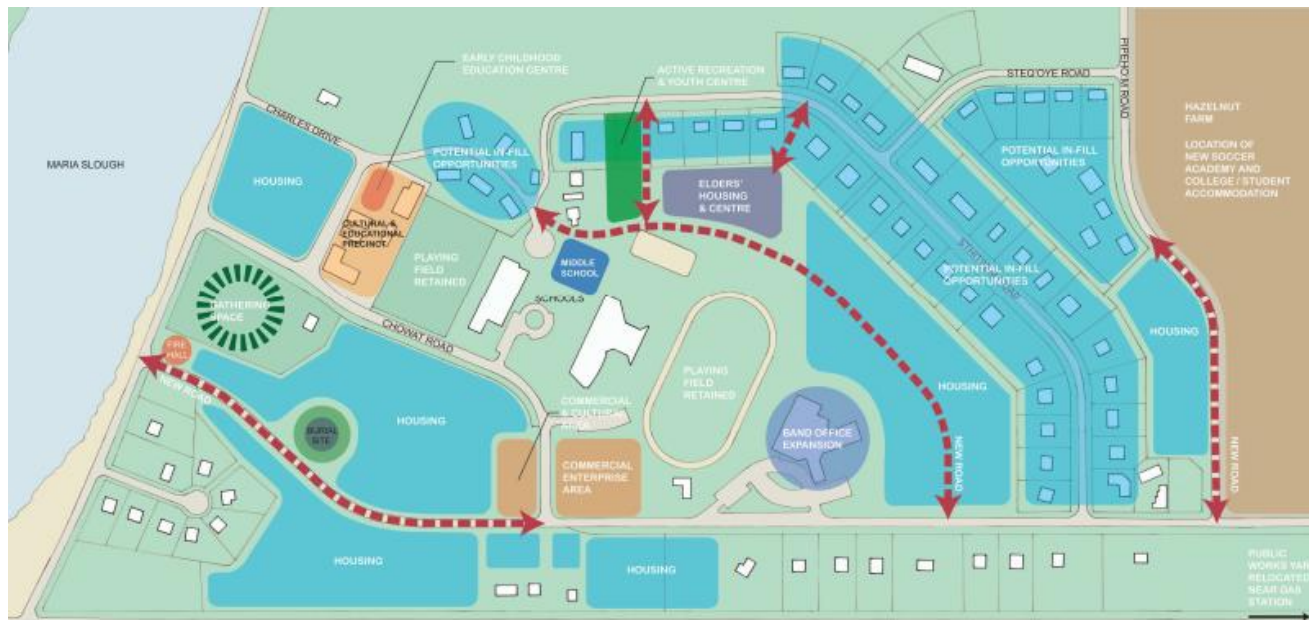 EARLY CHILDHOOD
EDUCATION CENTRE
ACTIVE RECREATION
& YOUTH CENTRE
STEQ'OYE ROAD
PIPEHO'M ROAD
HAZELNUT
FARM
LOCATION OF
NEW SOCCER
ACADEMY AND
COLLEGE / STUDENT
ACCOMMODATION
CHARLES DRIVE
MARIA SLOUGH
POTENTIAL IN-FILL
OPPORTUNITIES
POTENTIAL IN-FILL
OPPORTUNITIES
HOUSING
ELDERS'
HOUSING
& CENTRE
CULTURAL &
EDUCATIONAL
PRECINCT
PLAYING
FIELD
RETAINED
MIDDLE
SCHOOL
SCHOOLS
POTENTIAL IN-FILL
OPPORTUNITIES
ROAD
GATHERING
SPACE
CHOWAT ROAD
FIRE
HALL
NEW ROAD
HOUSING
PLAYING
FIELD
RETAINED
HOUSING
HOUSING
BURIAL
SITE
COMMERCIAL
& CULTURAL
AREA
BAND OFFICE
EXPANSION
NEW ROAD
NEW ROAD
COMMERCIAL
ENTERPRISE
AREA
HOUSING
HOUSING
PUBLIC
WORKS YARD
RELOCATED
NEAR GAS
STATION